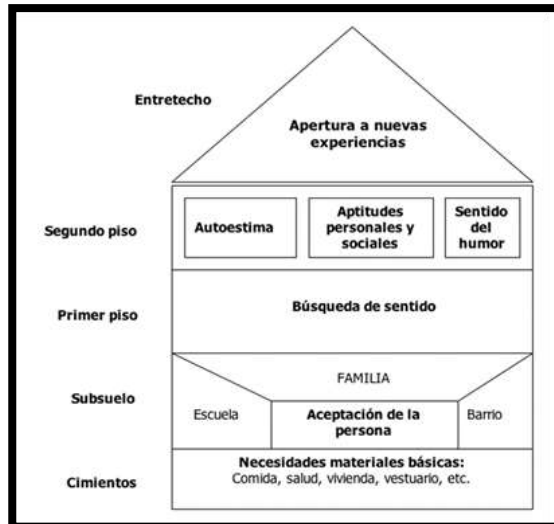 Entretecho
Apertura a nuevas
experiencias
Segundo piso
Autoestima
Aptitudes
personales y
sociales
Sentido
del
humor
Primer piso
Búsqueda de sentido
Subsuelo
FAMILIA
Escuela
Aceptación de la
persona
Barrio
Cimientos
Necesidades materiales básicas:
Comida, salud, vivienda, vestuario, etc.